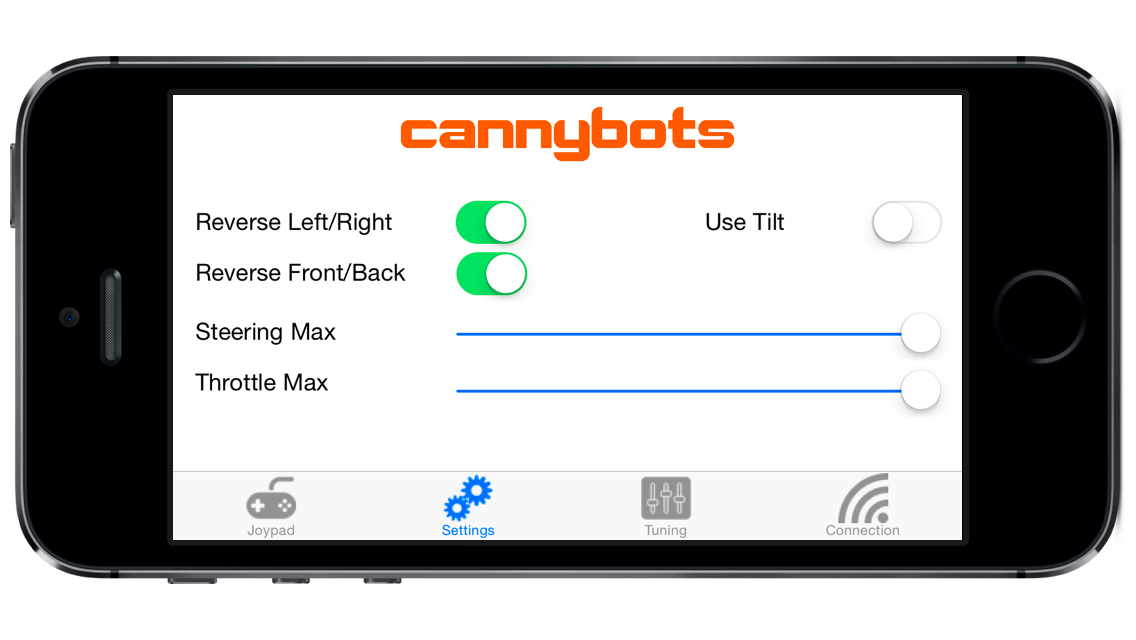 cannybots
Reverse Left/Right
Use Tilt
Reverse Front/Back
Steering Max
Throttle Max
Joypad
Settings
Tuning
Connection